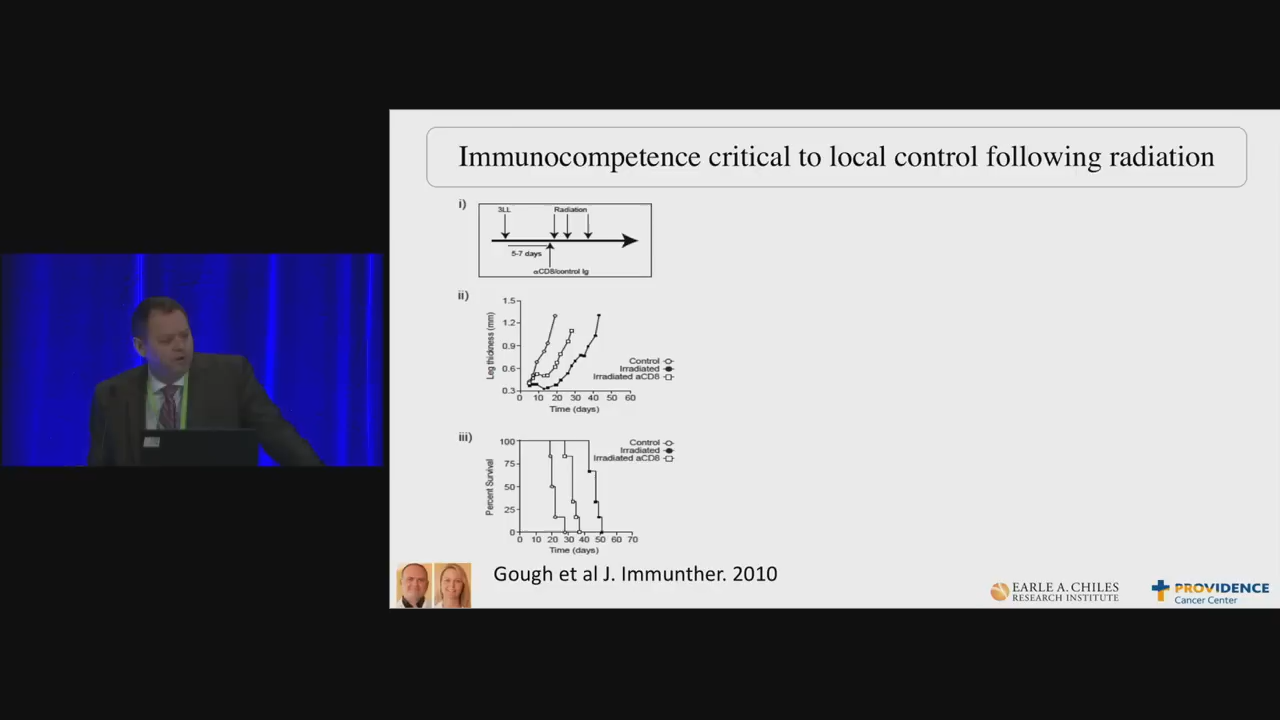 Immunocompetence critical to local control following radiation
i)
3LL Radiation
5-7 days
αCD8/control Ig
ii)
1.5
1.2
0.9
0.6
0.3
Leg thickness (mm)
0 10 20 30 40 50 60
Time (days)
Control
Irradiated
Irradiated aCD8
iii)
100
75
50
25
0
Percent Survival
0 10 20 30 40 50 60 70
Time (days)
Control
Irradiated
Irradiated aCD8
Gough et al J. Immunther. 2010
EARLE A. CHILES
RESEARCH INSTITUTE
PROVIDENCE
Cancer Center